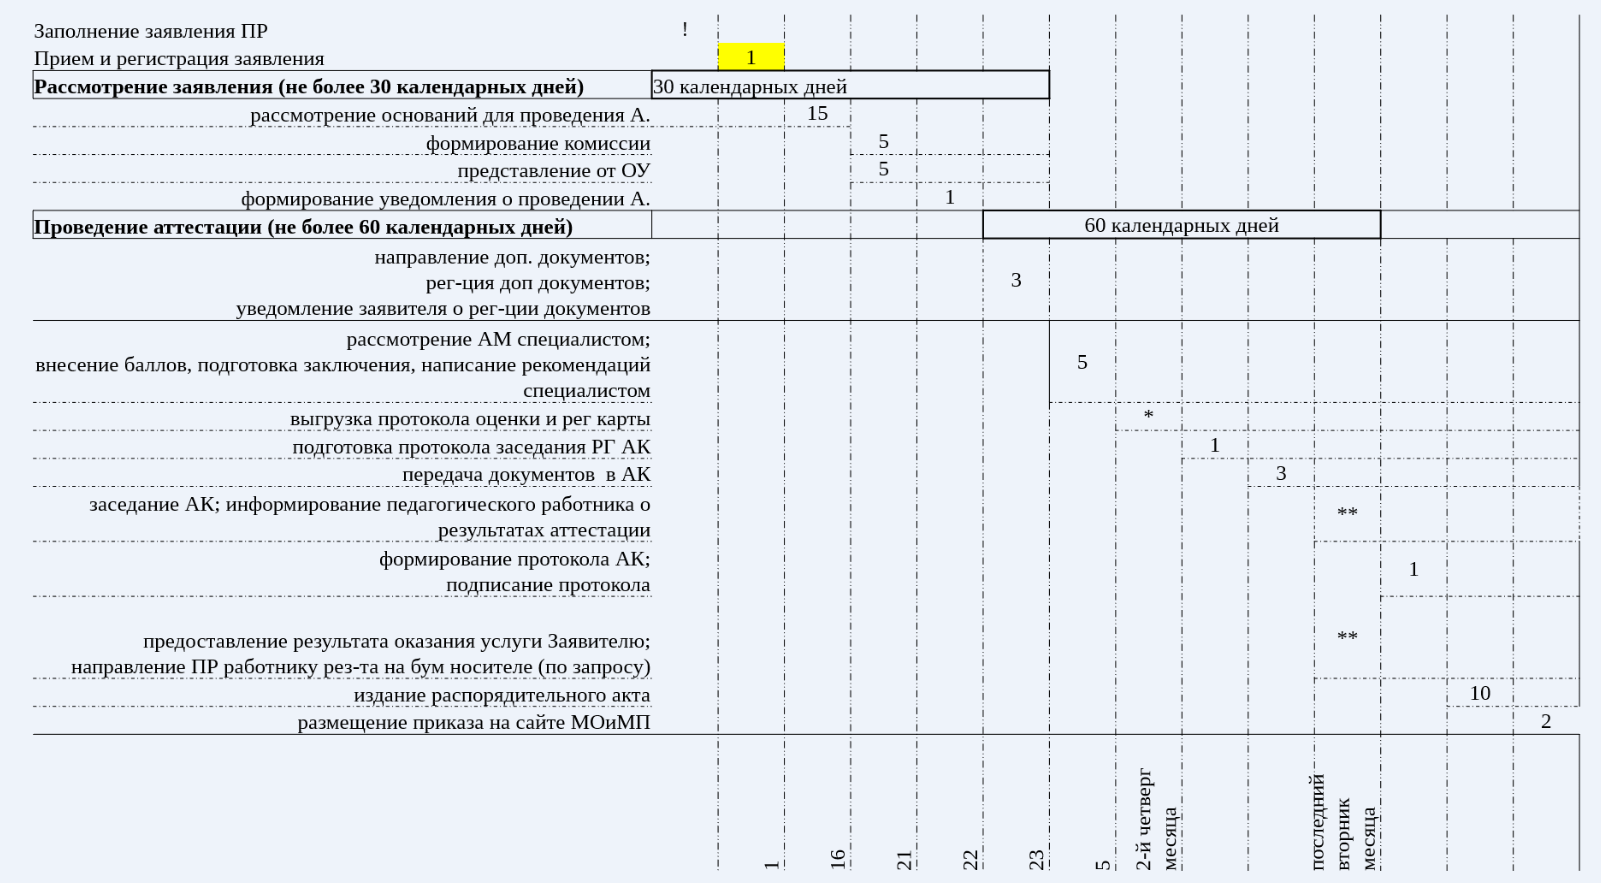 Заполнение заявления ПР !
Прием и регистрация заявления 1
Рассмотрение заявления (не более 30 календарных дней) 30 календарных дней
рассмотрение оснований для проведения А. 15
формирование комиссии 5
представление от ОУ 5
формирование уведомления о проведении А. 1
Проведение аттестации (не более 60 календарных дней) 60 календарных дней
направление доп. документов;
рег-ция доп документов; 3
уведомление заявителя о рег-ции документов
рассмотрение АМ специалистом;
внесение баллов, подготовка заключения, написание рекомендаций 5
специалистом
выгрузка протокола оценки и рег карты *
подготовка протокола заседания РГ АК 1
передача документов в АК 3
заседание АК; информирование педагогического работника о **
результатах аттестации
формирование протокола АК; 1
подписание протокола
предоставление результата оказания услуги Заявителю; **
направление ПР работнику рез-та на бум носителе (по запросу)
издание распорядительного акта 10
размещение приказа на сайте МОиМП 2
1
16
21
22
23
5
2-й четверг
месяца
последний
вторник
месяца